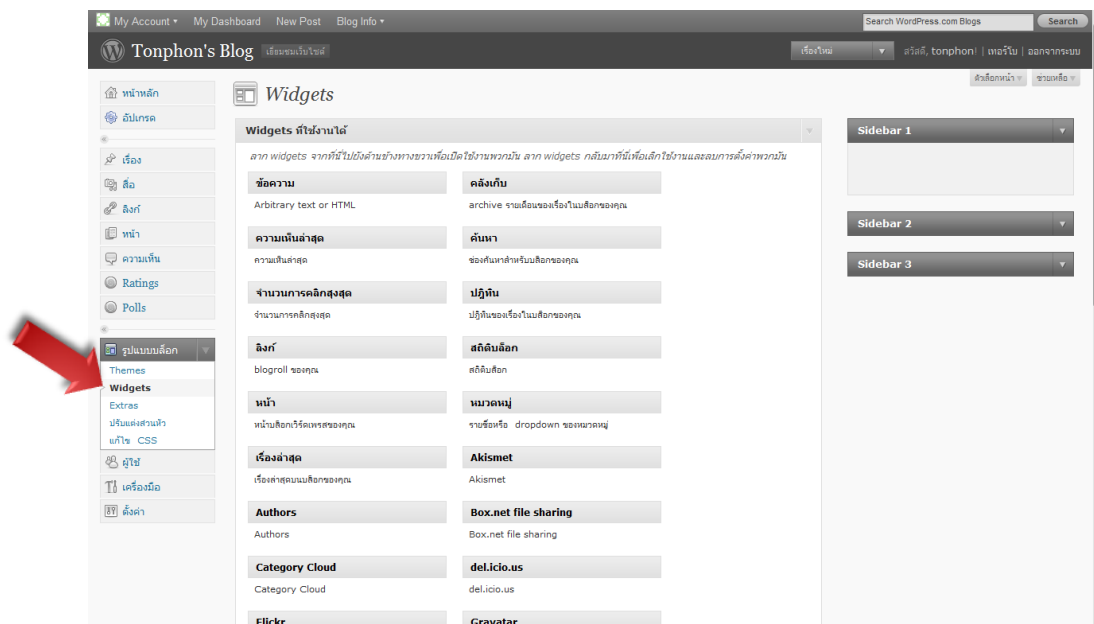 My Account My Dashboard New Post Blog Info Search WordPress.com Blogs Search
Tonphon's Blog เยี่ยมชมเว็บไซต์ เรื่องใหม่ สวัสดี, tonphon! | เทอร์โบ | ออกจากระบบ
ตัวเลือกหน้า ช่วยเหลือ
หน้าหลัก
อัปเกรด
เรื่อง
สื่อ
ลิงก์
หน้า
ความเห็น
Ratings
Polls
รูปแบบบล็อก
Themes
Widgets
Extras
ปรับแต่งส่วนหัว
แก้ไข CSS
ผู้ใช้
เครื่องมือ
ตั้งค่า
Widgets
Widgets ที่ใช้งานได้
ลาก widgets จากที่นี่ไปยังด้านข้างทางขวาเพื่อเปิดใช้งานพวกมัน ลาก widgets กลับมาที่นี่เพื่อเลิกใช้งานและลบการตั้งค่าพวกมัน
ข้อความ คลังเก็บ
Arbitrary text or HTML archive รายเดือนของเรื่องในบล็อกของคุณ
ความเห็นล่าสุด ค้นหา
ความเห็นล่าสุด ช่องค้นหาสำหรับบล็อกของคุณ
จำนวนการคลิกสูงสุด ปฏิทิน
จำนวนการคลิกสูงสุด ปฏิทินของเรื่องในบล็อกของคุณ
ลิงก์ สถิติบล็อก
blogroll ของคุณ สถิติบล็อก
หน้า หมวดหมู่
หน้าบล็อกเวิร์ดเพรสของคุณ รายชื่อหรือ dropdown ของหมวดหมู่
เรื่องล่าสุด Akismet
เรื่องล่าสุดบนบล็อกของคุณ Akismet
Authors Box.net file sharing
Authors Box.net file sharing
Category Cloud del.icio.us
Category Cloud del.icio.us
Flickr Gravatar
Sidebar 1
Sidebar 2
Sidebar 3